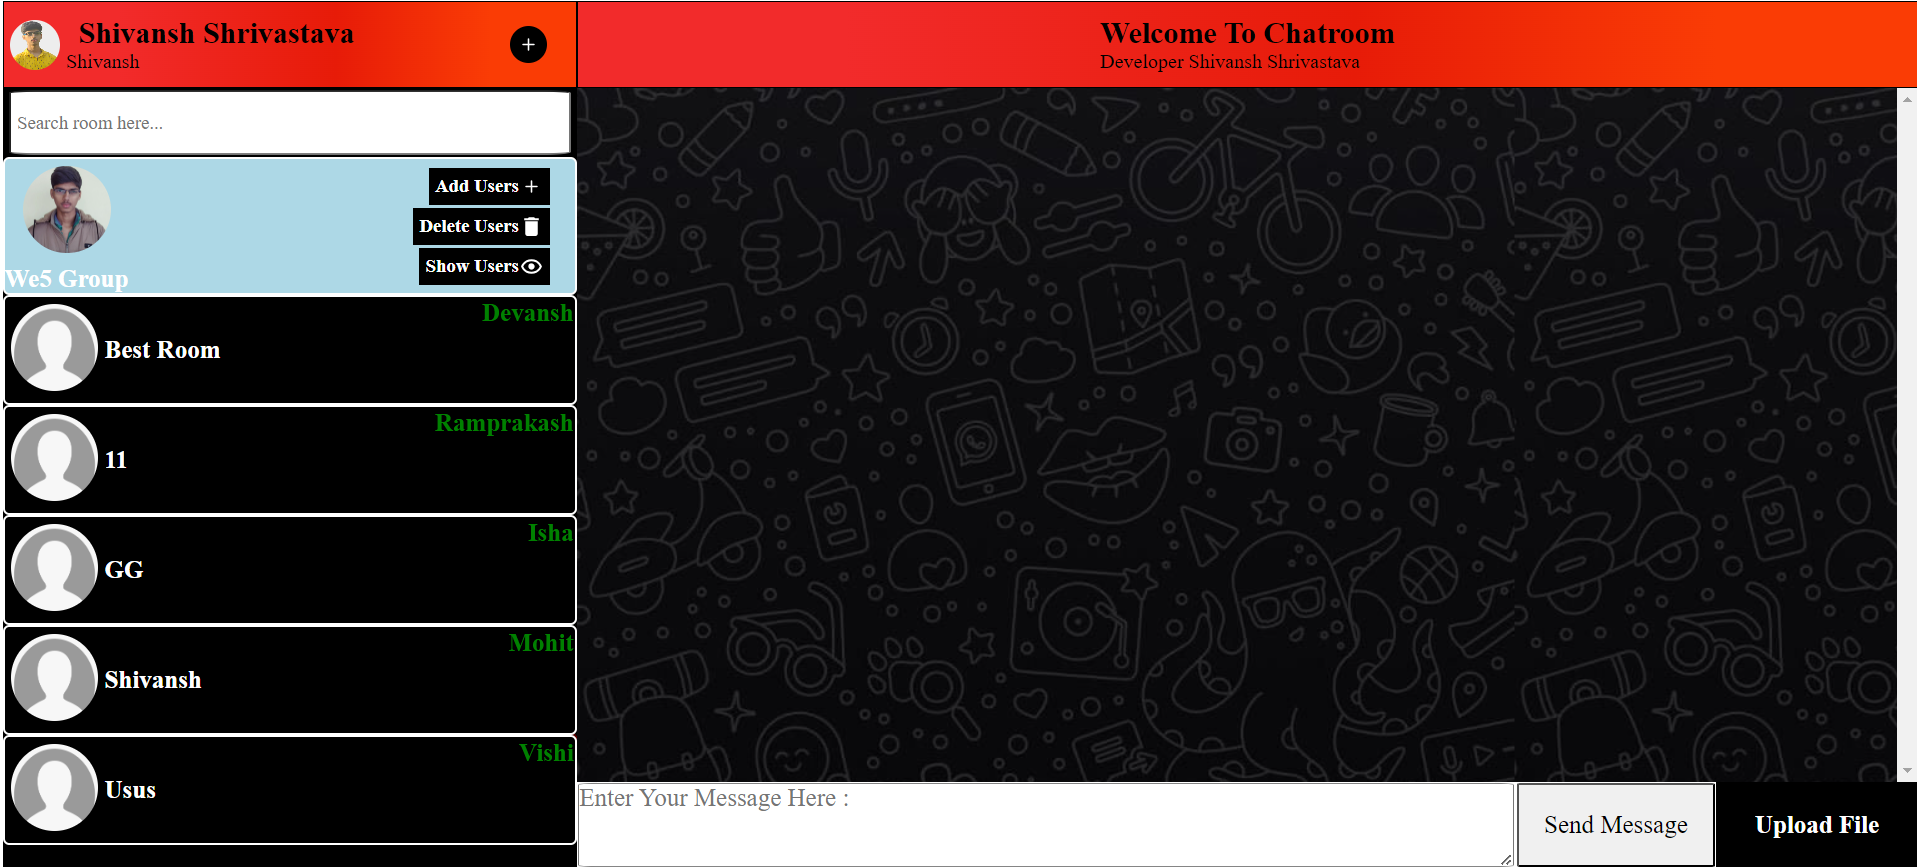 Shivansh Shrivastava
Shivansh
Welcome To Chatroom
Developer Shivansh Shrivastava
Search room here...
Add Users
Delete Users
Show Users
We5 Group
Devansh
Best Room
Ramprakash
11
Isha
GG
Mohit
Shivansh
Vishi
Usus
Enter Your Message Here :
Send Message
Upload File